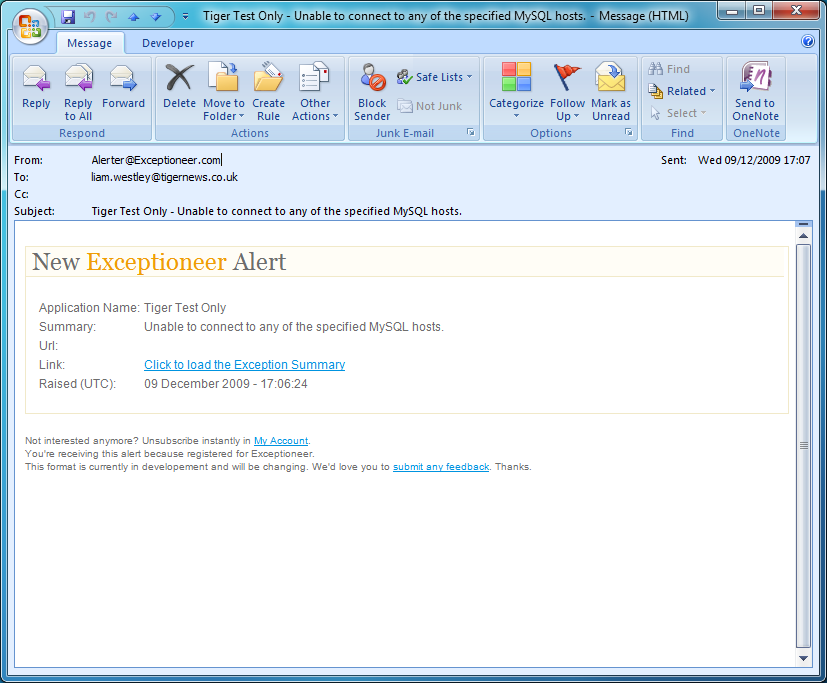 Tiger Test Only - Unable to connect to any of the specified MySQL hosts. - Message (HTML)
Message Developer
Reply
Reply to All
Forward
Respond
Delete
Move to Folder
Create Rule
Other Actions
Actions
Block Sender
Safe Lists
Not Junk
Junk E-mail
Categorize
Follow Up
Mark as Unread
Options
Find
Related
Select
Find
Send to OneNote
OneNote
From: Alerter@Exceptioneer.com Sent: Wed 09/12/2009 17:07
To: liam.westley@tigernews.co.uk
Cc:
Subject: Tiger Test Only - Unable to connect to any of the specified MySQL hosts.
New Exceptioneer Alert
Application Name: Tiger Test Only
Summary: Unable to connect to any of the specified MySQL hosts.
Url:
Link: Click to load the Exception Summary
Raised (UTC): 09 December 2009 - 17:06:24
Not interested anymore? Unsubscribe instantly in My Account.
You're receiving this alert because registered for Exceptioneer.
This format is currently in developement and will be changing. We'd love you to submit any feedback. Thanks.